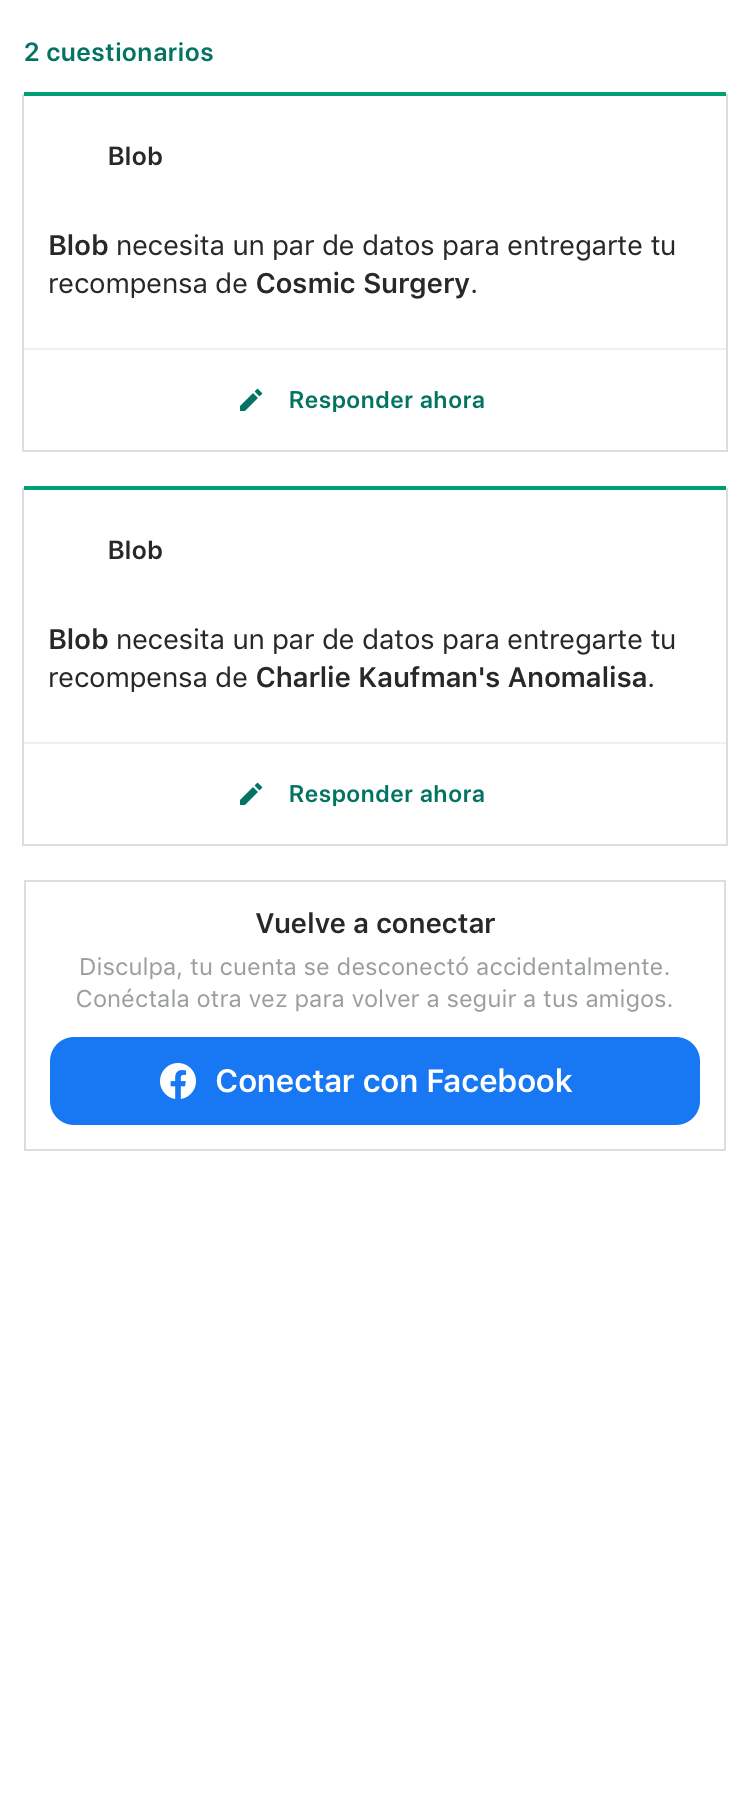 2 cuestionarios
Blob
Blob necesita un par de datos para entregarte tu
recompensa de Cosmic Surgery.
Responder ahora
Blob
Blob necesita un par de datos para entregarte tu
recompensa de Charlie Kaufman's Anomalisa.
Responder ahora
Vuelve a conectar
Disculpa, tu cuenta se desconectó accidentalmente.
Conéctala otra vez para volver a seguir a tus amigos.
Conectar con Facebook